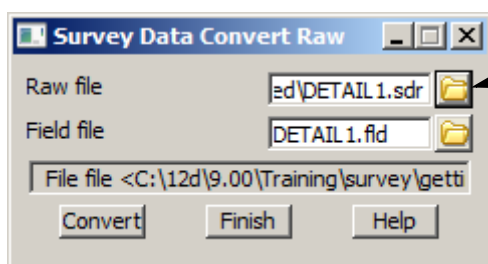 Survey Data Convert Raw
Raw file ed\DETAIL1.sdr
Field file DETAIL1.fld
File file <C:\12d\9.00\Training\survey\getti
Convert Finish Help